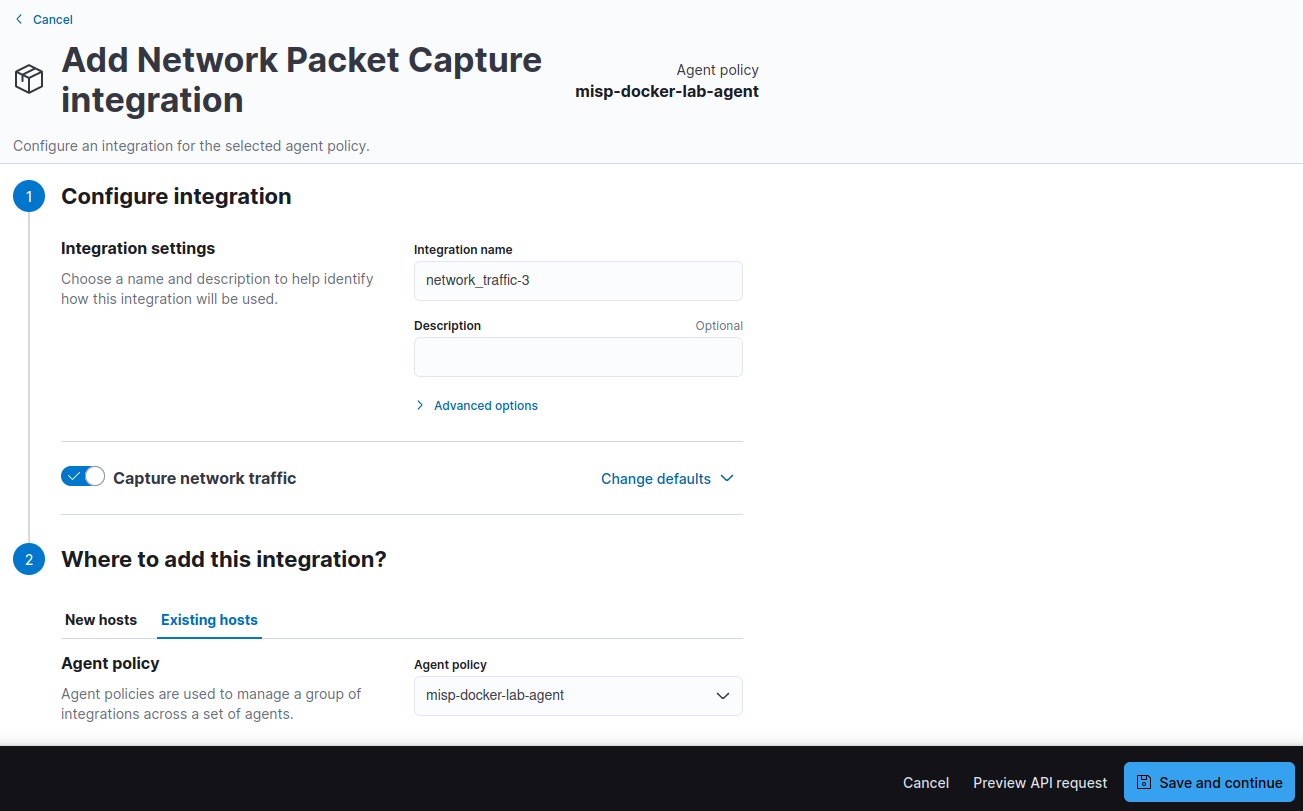 Cancel
Add Network Packet Capture
integration
Agent policy
misp-docker-lab-agent
Configure an integration for the selected agent policy.
1
Configure integration
Integration settings
Choose a name and description to help identify
how this integration will be used.
Integration name
network_traffic-3
Description
Optional
Advanced options
Capture network traffic
Change defaults
2
Where to add this integration?
New hosts
Existing hosts
Agent policy
Agent policies are used to manage a group of
integrations across a set of agents.
Agent policy
misp-docker-lab-agent
Cancel
Preview API request
Save and continue